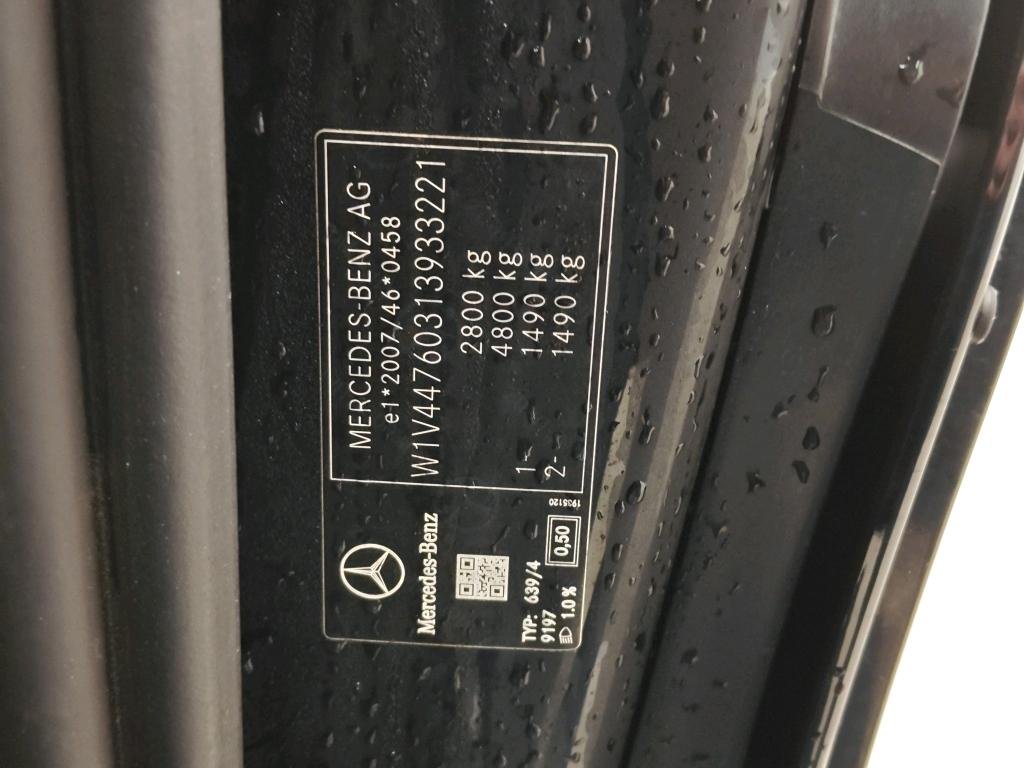 Mercedes-Benz
TYP: 639/4
9197
1.0%
0,50
1935120
MERCEDES-BENZ AG
e1*2007/46*0458
W1V44760313933221
2800 kg
4800 kg
1- 1490 kg
2- 1490 kg